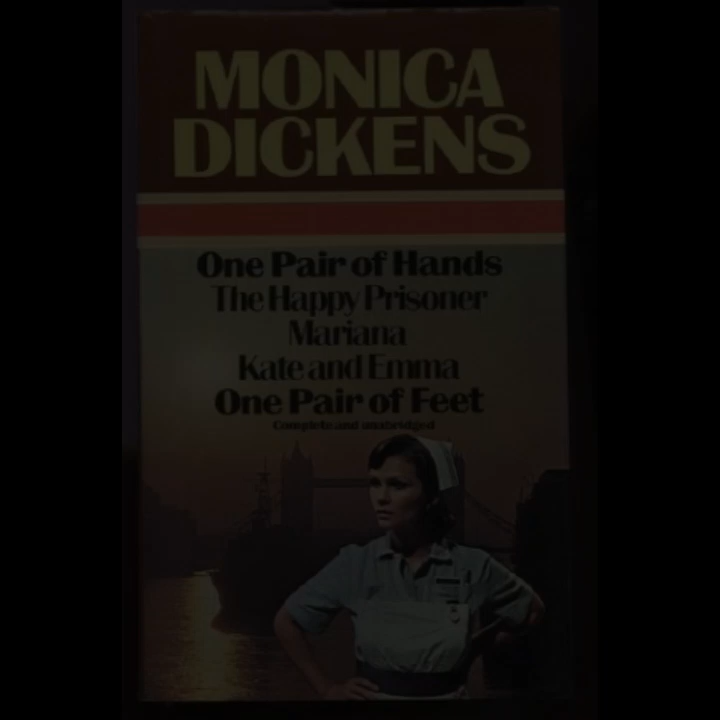 MONICA
DICKENS
One Pair of Hands
The Happy Prisoner
Mariana
Kate and Emma
One Pair of Feet
Complete and unabridged